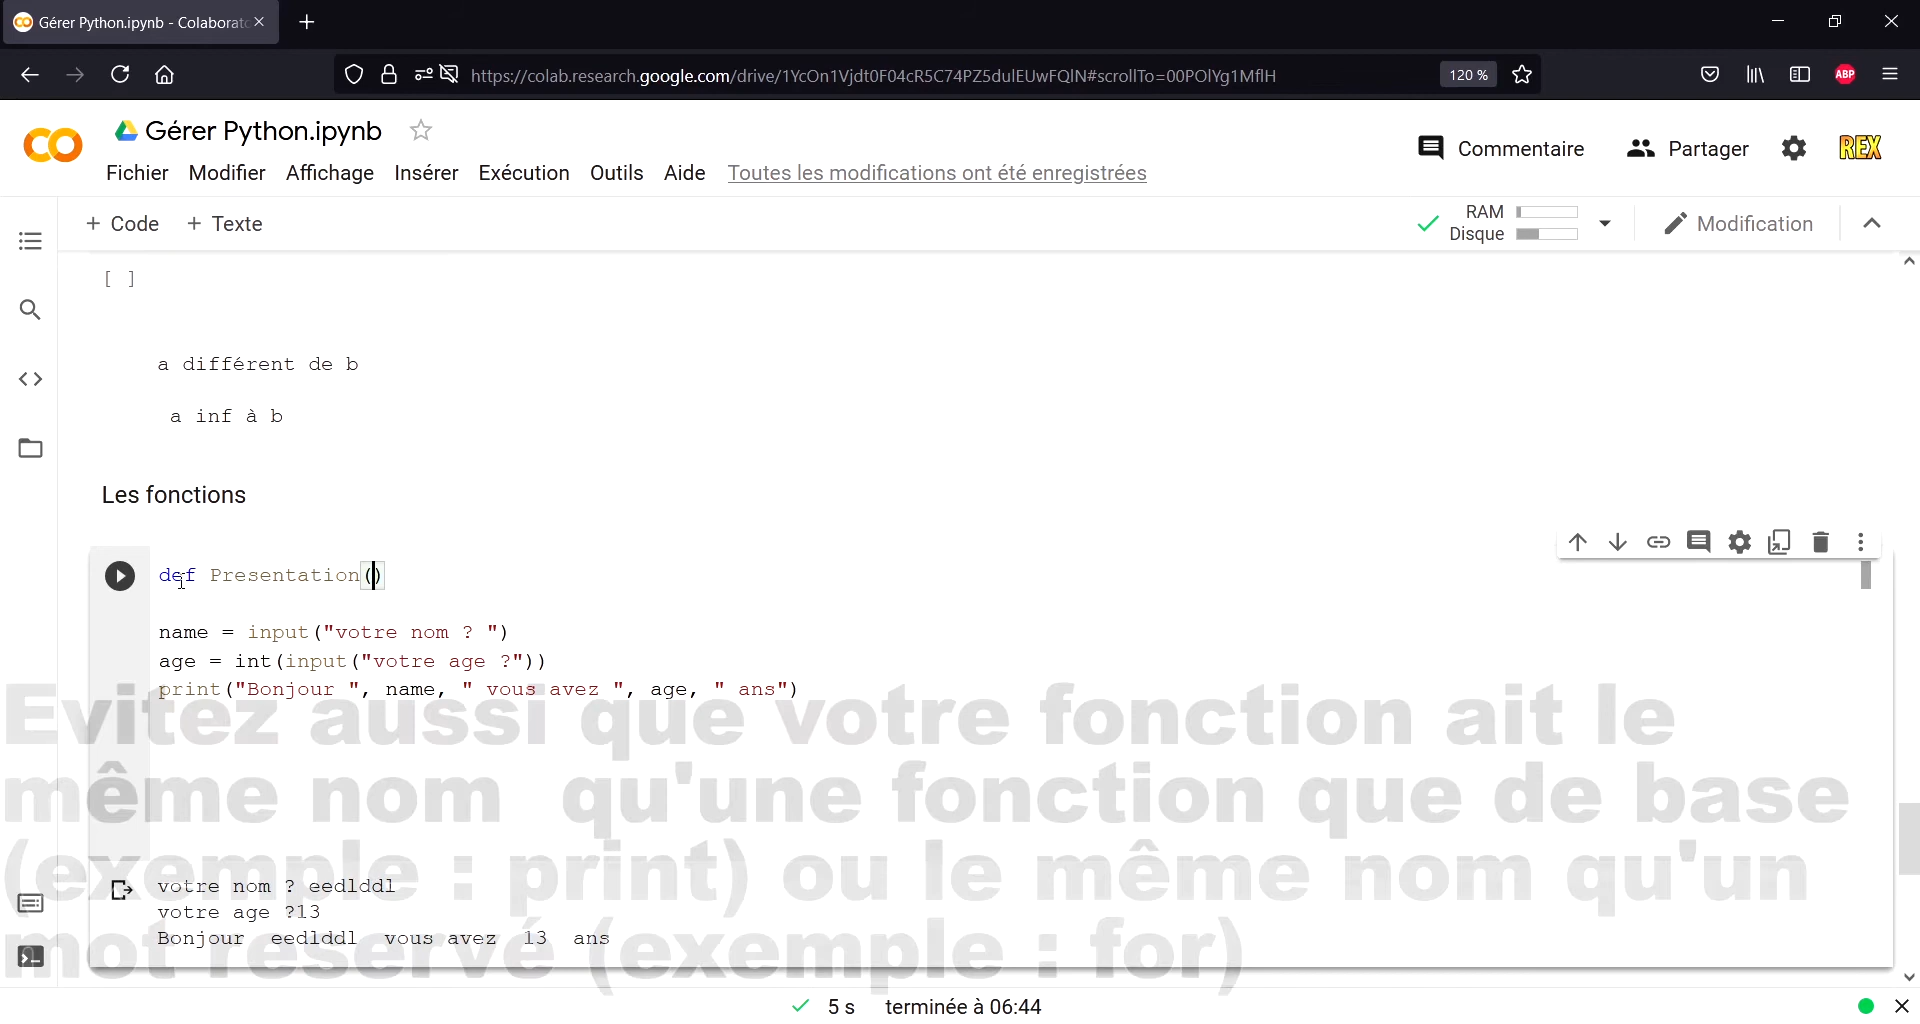 Gérer Python.ipynb - Colaborato
https://colab.research.google.com/drive/1YcOn1Vjdt0F04cR5C74PZ5dulEUwFQlN#scrollTo=00POlYg1MflH
120 %
ABP
Gérer Python.ipynb
Commentaire
Partager
REX
Fichier Modifier Affichage Insérer Exécution Outils Aide Toutes les modifications ont été enregistrées
+ Code + Texte
RAM
Disque
Modification
[ ]
a différent de b
a inf à b
Les fonctions
def Presentation()
name = input("votre nom ? ")
age = int(input("votre age ?"))
print("Bonjour ", name, " vous avez ", age, " ans")
Evitez aussi que votre fonction ait le
même nom qu'une fonction que de base
(exemple : print) ou le même nom qu'un
mot reservé (exemple : for)
votre nom ? eedlddl
votre age ?13
Bonjour eedlddl vous avez 13 ans
5 s terminée à 06:44